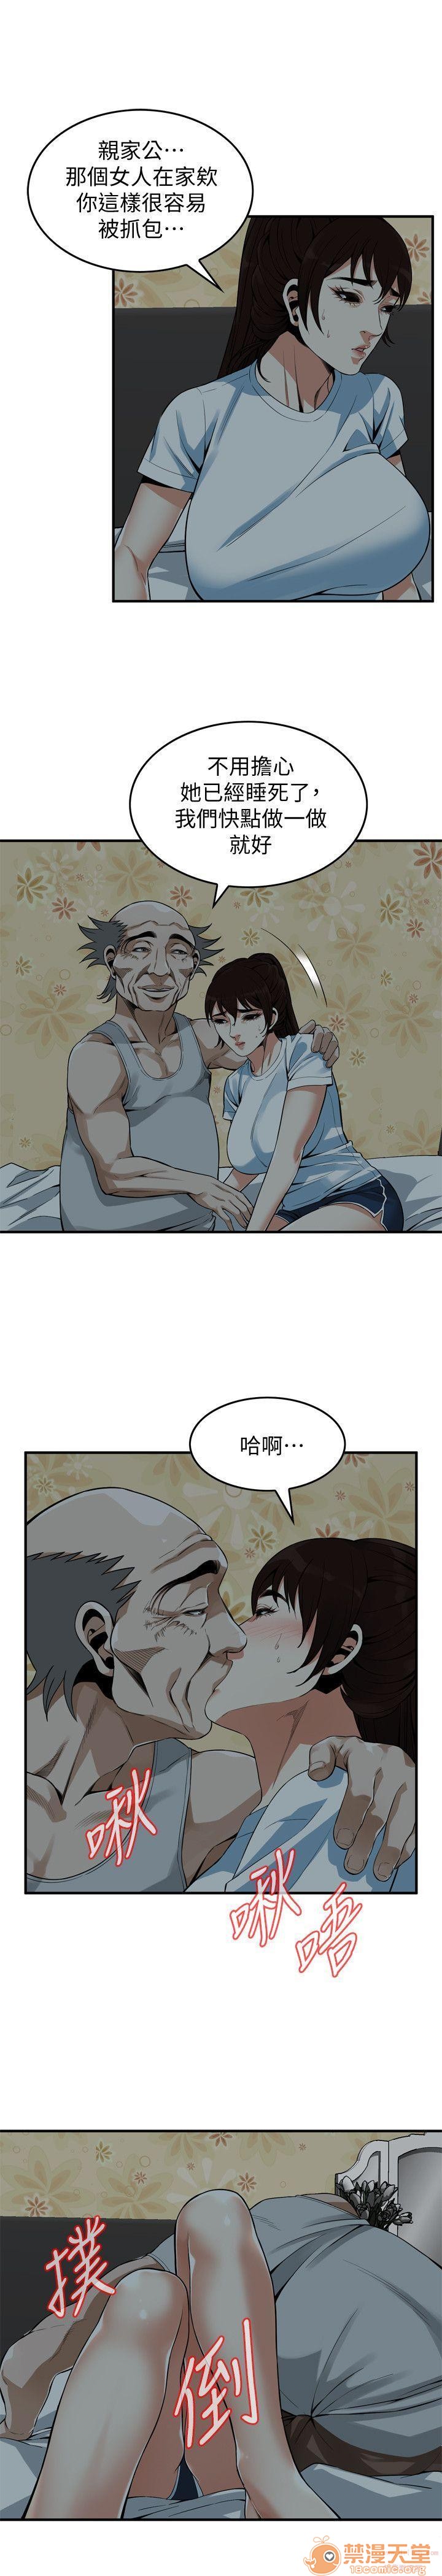 親家公⋯
那個女人在家欸
你這樣很容易
被抓包⋯
不用擔心
她已經睡死了，
我們快點做一做
就好
哈啊⋯
啾
啾
唔
撲
倒
禁漫天堂
18comic.org